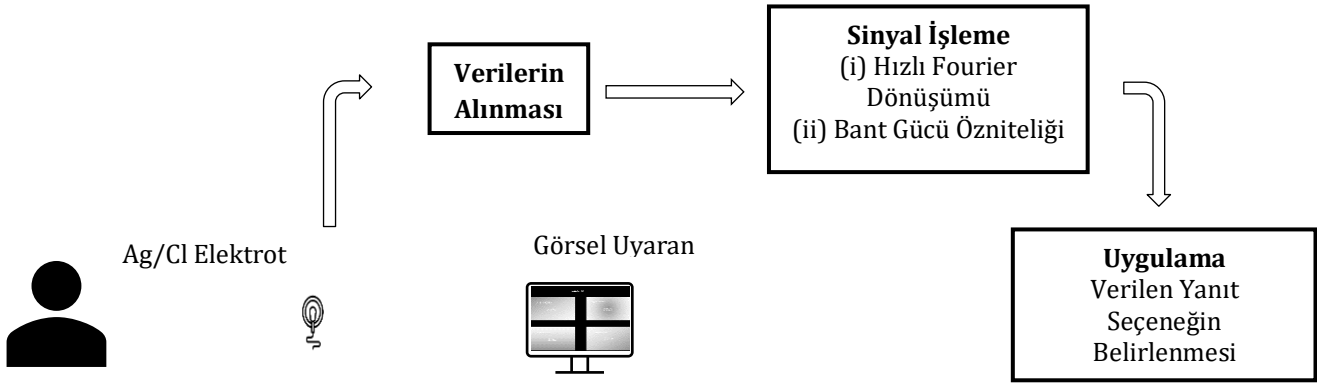 Verilerin
Alınması
Sinyal İşleme
(i) Hızlı Fourier
Dönüşümü
(ii) Bant Gücü Özniteliği
Ag/Cl Elektrot
Görsel Uyaran
Uygulama
Verilen Yanıt
Seçeneğin
Belirlenmesi